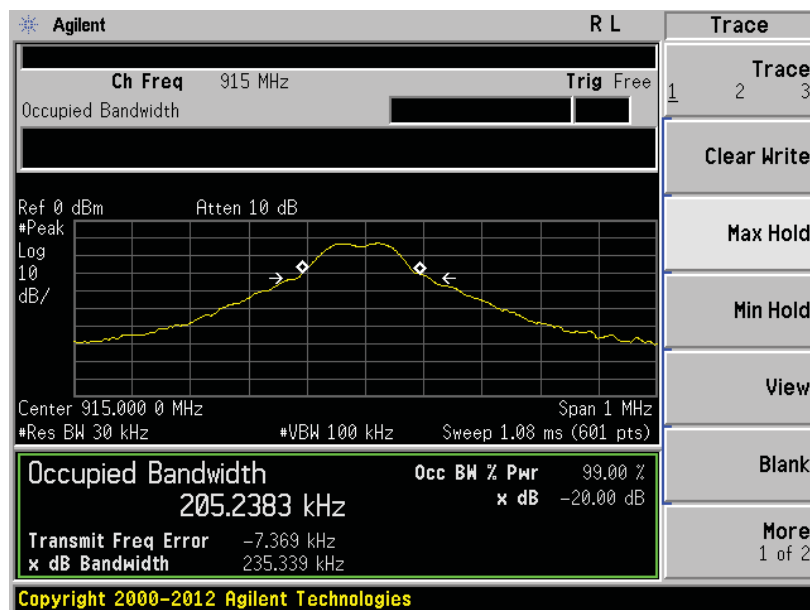 Agilent
R L
Trace
Ch Freq 915 MHz
Trig Free
Occupied Bandwidth
Trace
1 2 3
Clear Write
Max Hold
Min Hold
View
Blank
More
1 of 2
Ref 0 dBm Atten 10 dB
#Peak
Log
10
dB/
Center 915.000 0 MHz Span 1 MHz
#Res BW 30 kHz #VBW 100 kHz Sweep 1.08 ms (601 pts)
Occupied Bandwidth
205.2383 kHz
Occ BW % Pwr 99.00 %
x dB -20.00 dB
Transmit Freq Error -7.369 kHz
x dB Bandwidth 235.339 kHz
Copyright 2000-2012 Agilent Technologies